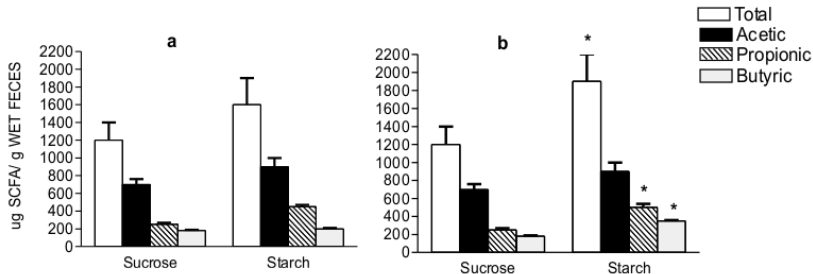 a
ug SCFA/ g WET FECES
2200
2000
1800
1600
1400
1200
1000
800
600
400
200
0
Sucrose
Starch
b
2200
2000
1800
1600
1400
1200
1000
800
600
400
200
0
*
*
*
Sucrose
Starch
Total
Acetic
Propionic
Butyric